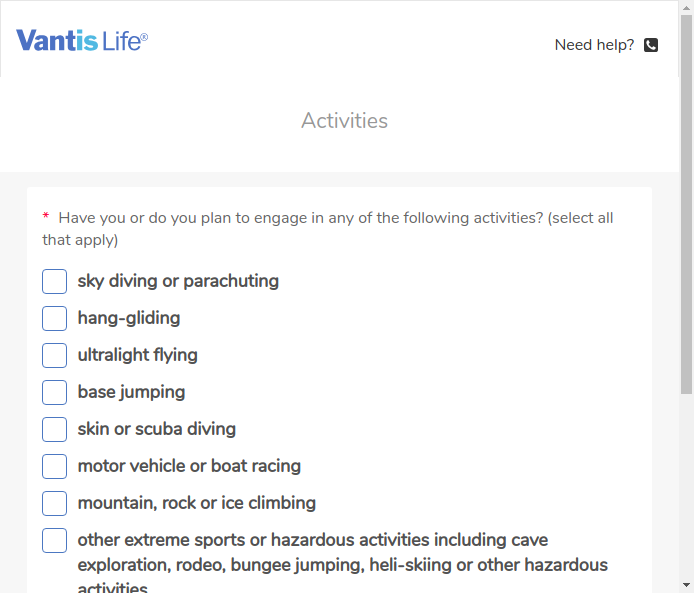 Vantis Life®
Need help?
Activities
* Have you or do you plan to engage in any of the following activities? (select all
that apply)
sky diving or parachuting
hang-gliding
ultralight flying
base jumping
skin or scuba diving
motor vehicle or boat racing
mountain, rock or ice climbing
other extreme sports or hazardous activities including cave
exploration, rodeo, bungee jumping, heli-skiing or other hazardous
activities